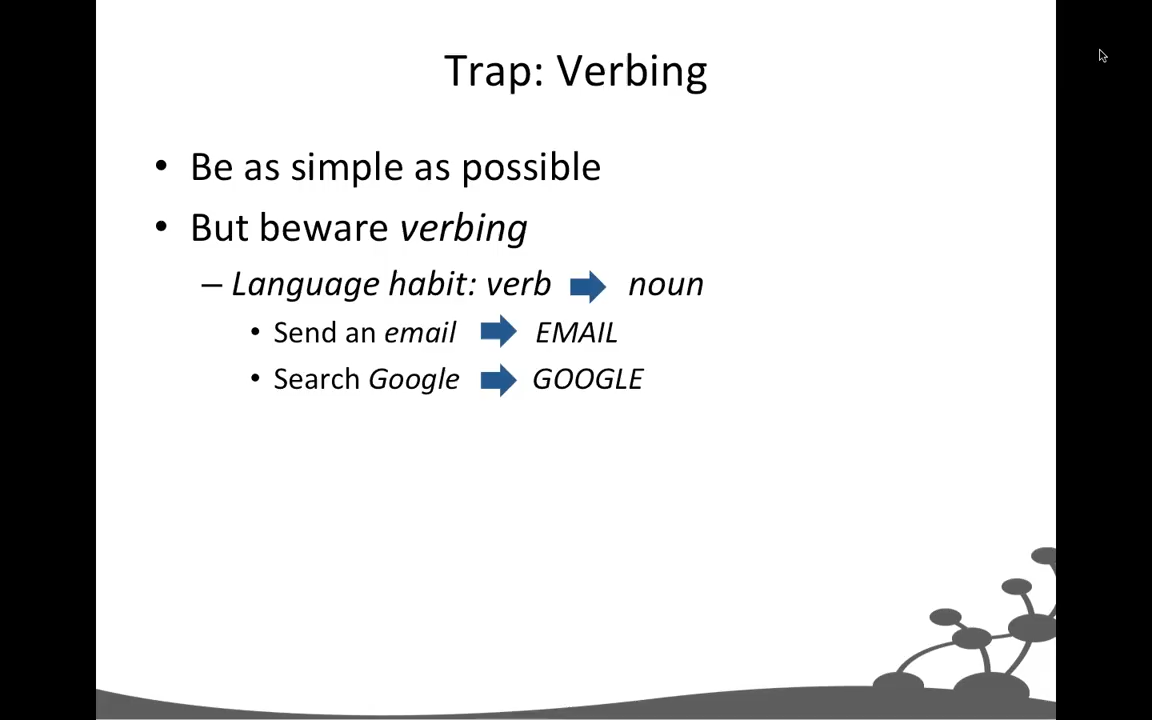 Trap: Verbing
• Be as simple as possible
• But beware verbing
– Language habit: verb noun
• Send an email EMAIL
• Search Google GOOGLE